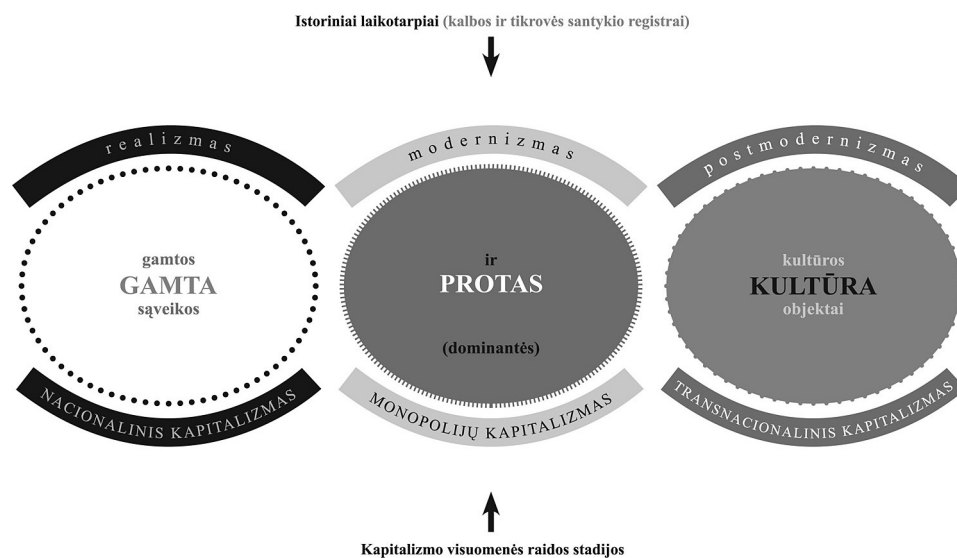 Istoriniai laikotarpiai (kalbos ir tikrovės santykio registrai)
realizmas
modernizmas
postmodernizmas
gamtos
GAMTA
sąveikos
ir
PROTAS
(dominantės)
kultūros
KULTŪRA
objektai
NACIONALINIS KAPITALIZMAS
MONOPOLIJŲ KAPITALIZMAS
TRANSNACIONALINIS KAPITALIZMAS
Kapitalizmo visuomenės raidos stadijos